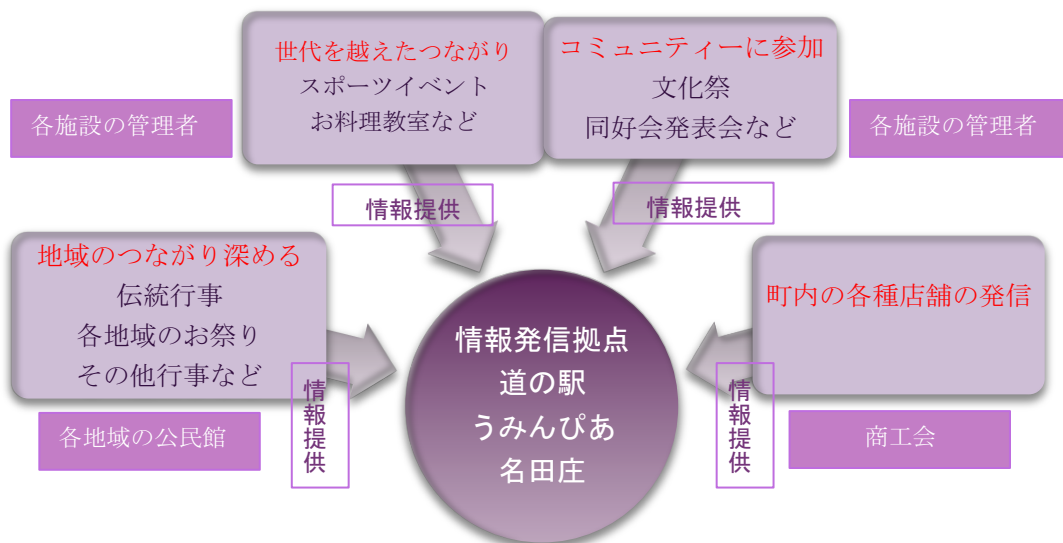 世代を越えたつながり
スポーツイベント
お料理教室など
コミュニティーに参加
文化祭
同好会発表会など
各施設の管理者
各施設の管理者
情報提供
情報提供
地域のつながり深める
伝統行事
各地域のお祭り
その他行事など
町内の各種店舗の発信
情報発信拠点
道の駅
うみんぴあ
名田庄
情報提供
情報提供
各地域の公民館
商工会